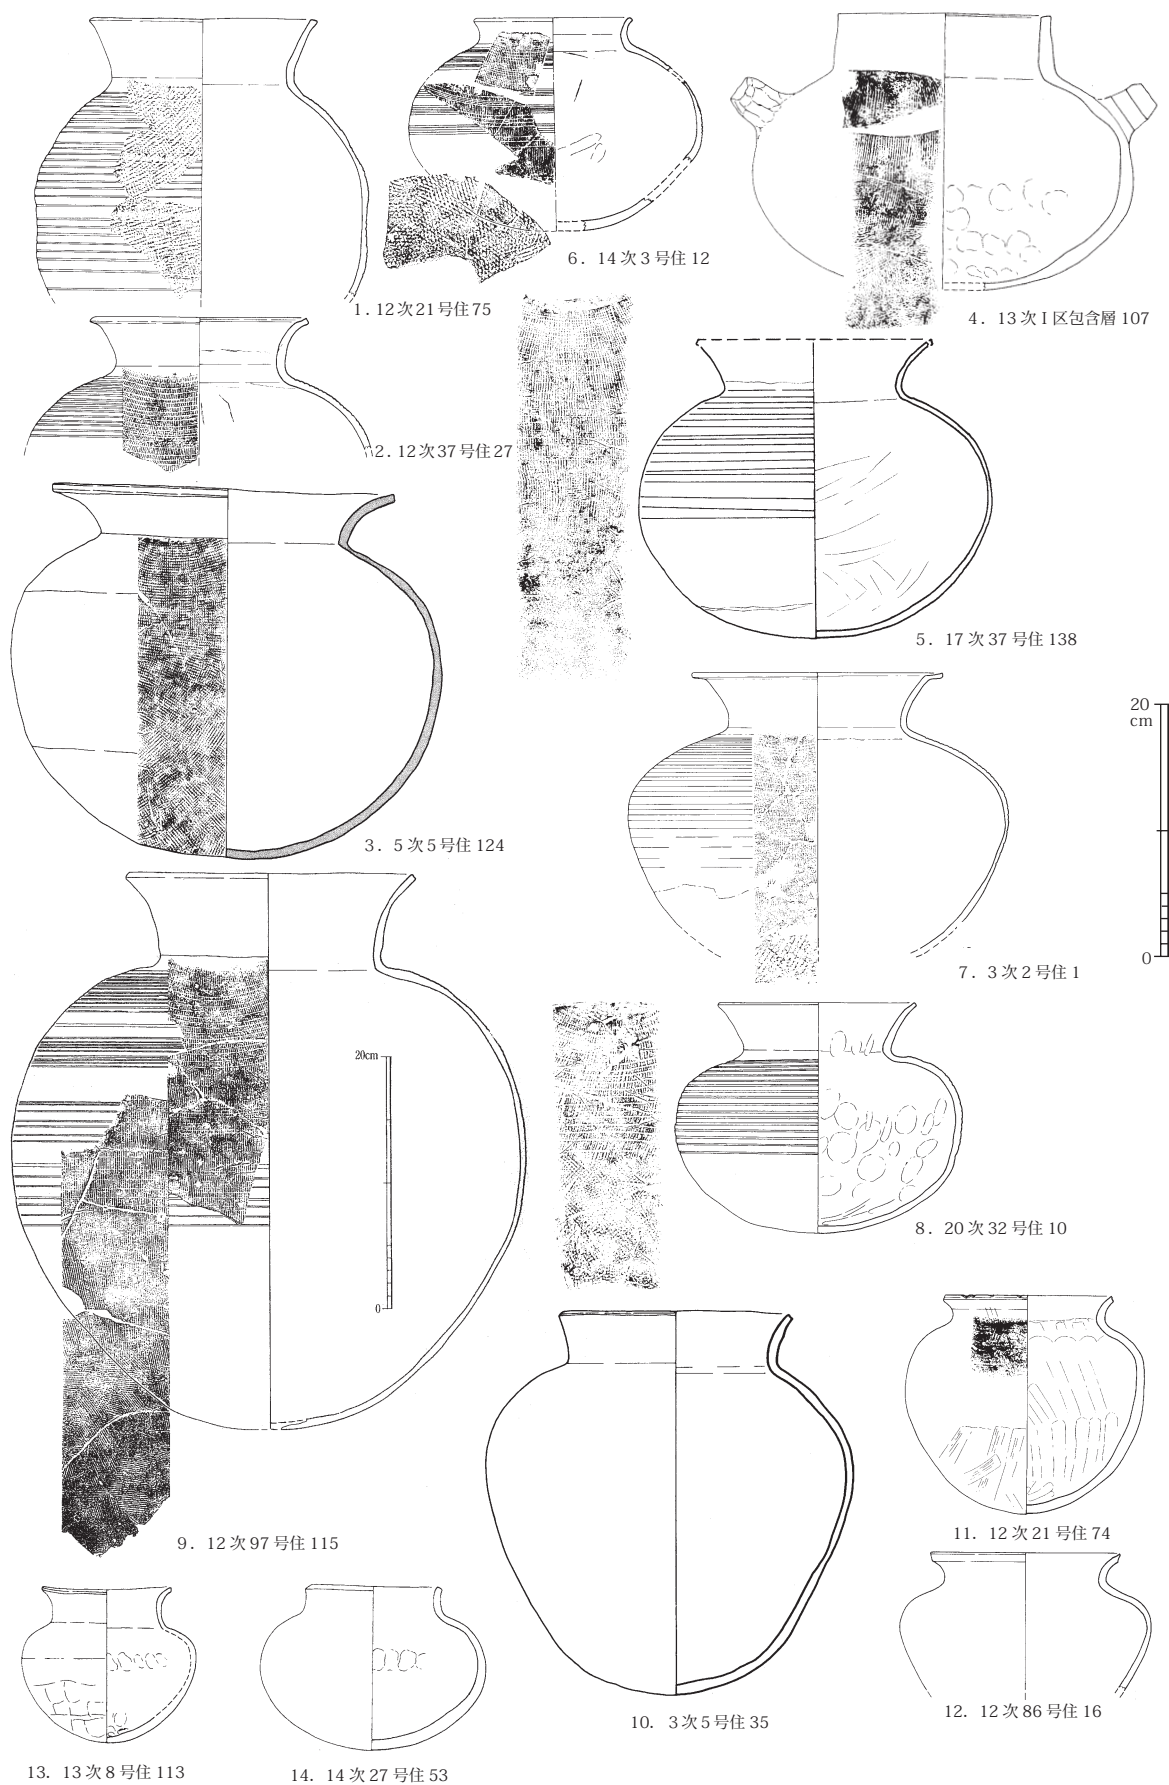 1. 12次21号住75
6. 14次3号住12
4. 13次I区包含層107
2. 12次37号住27
5. 17次37号住138
3. 5次5号住124
20
cm
0
7. 3次2号住1
20cm
0
8. 20次32号住10
9. 12次97号住115
11. 12次21号住74
10. 3次5号住35
12. 12次86号住16
13. 13次8号住113
14. 14次27号住53